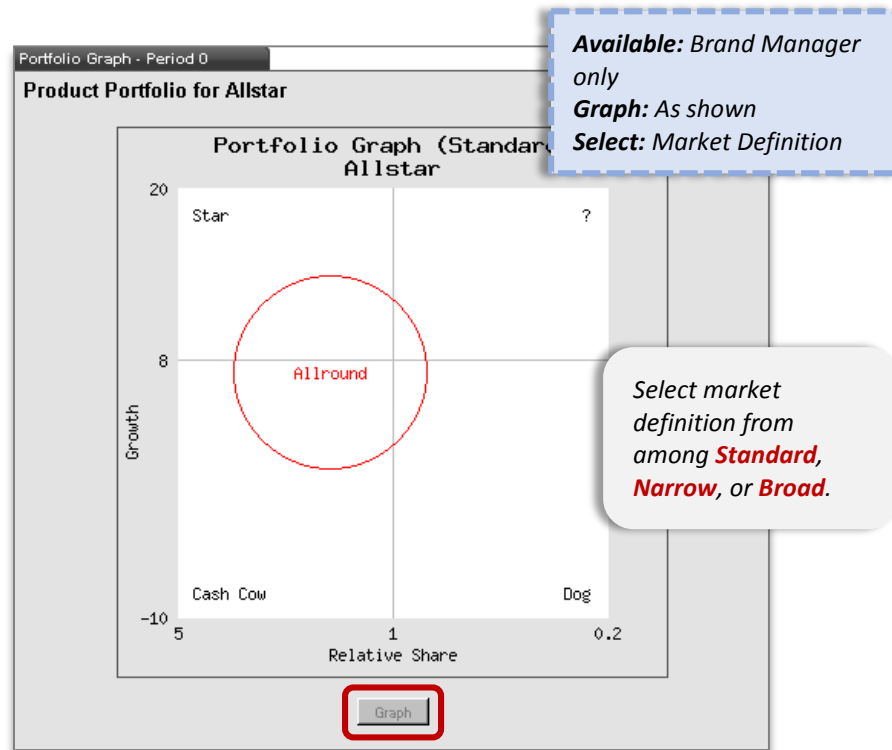 Portfolio Graph - Period 0
Product Portfolio for Allstar
Available: Brand Manager
only
Graph: As shown
Select: Market Definition
Portfolio Graph (Standar
Allstar
20
Star
?
8
Allround
Growth
Select market
definition from
among Standard,
Narrow, or Broad.
Cash Cow
Dog
-10
5
1
0.2
Relative Share
Graph